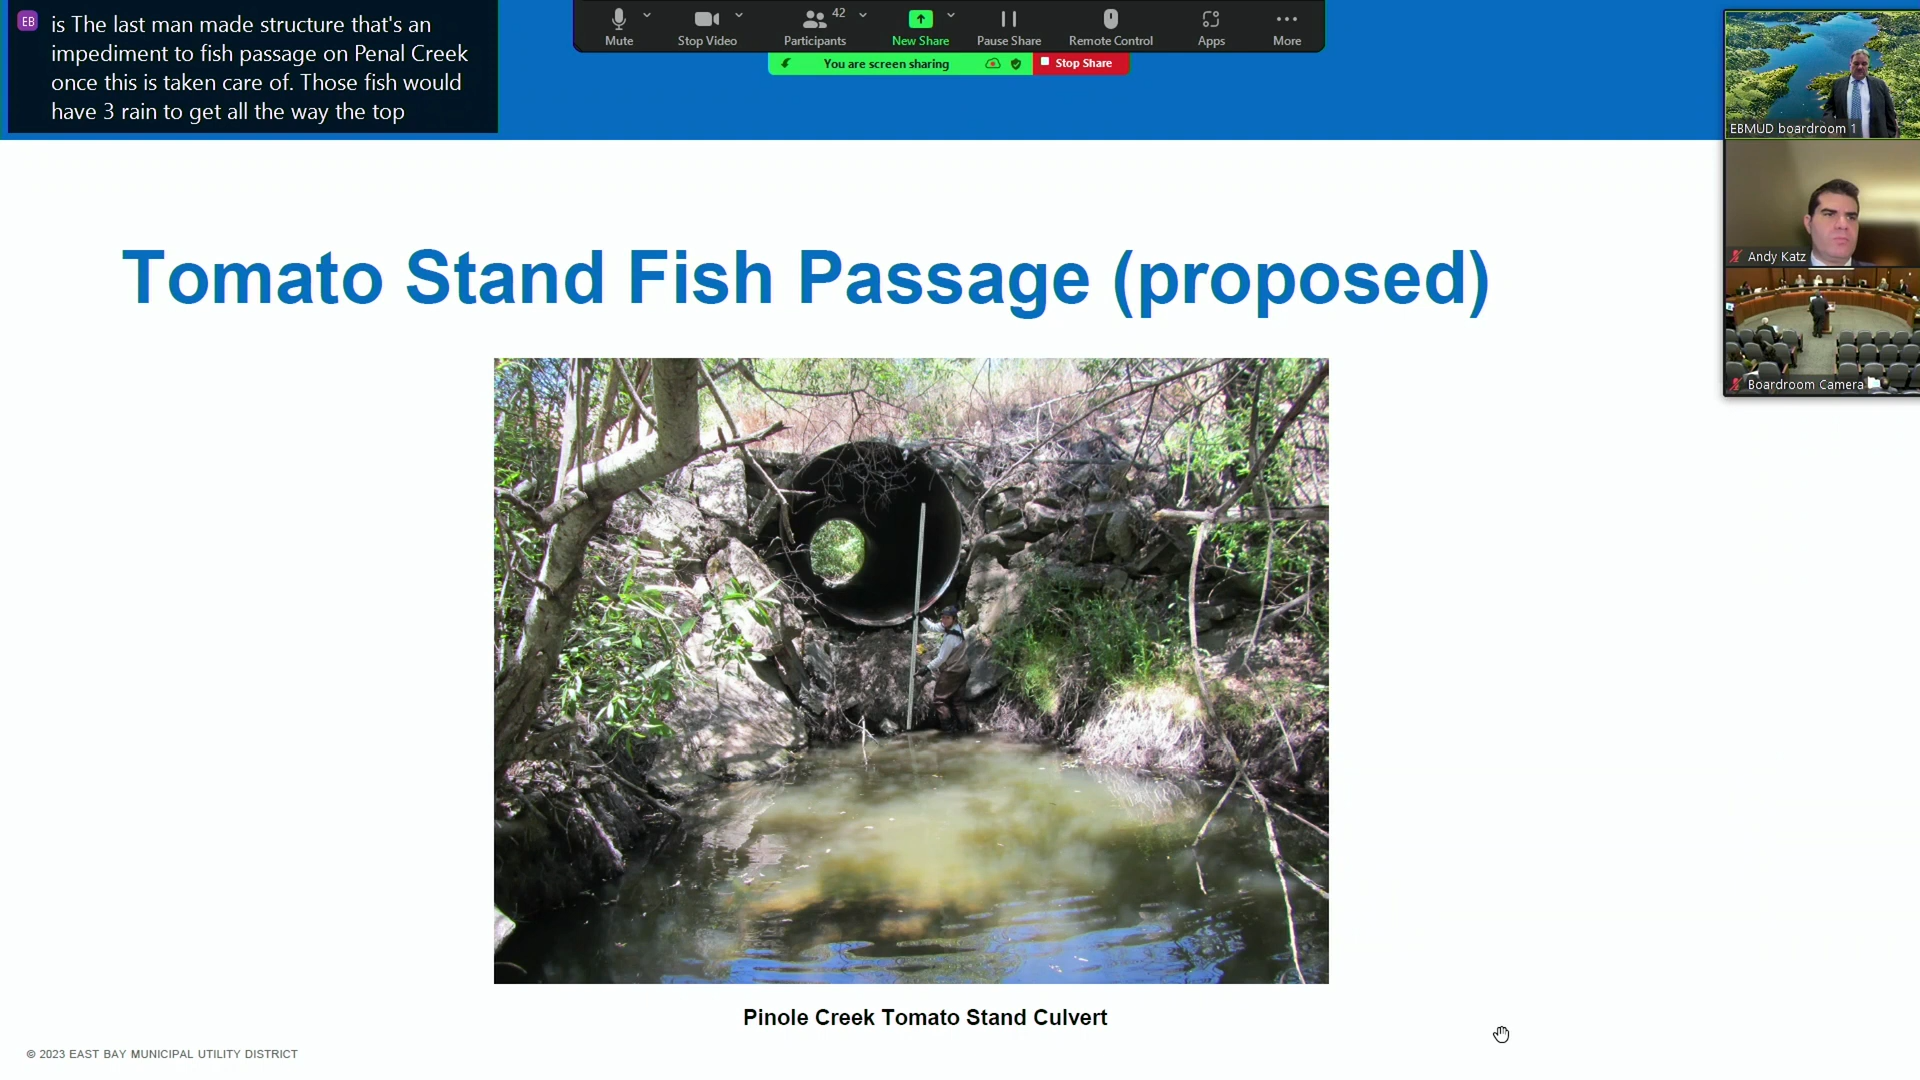 EB
is The last man made structure that's an
impediment to fish passage on Penal Creek
once this is taken care of. Those fish would
have 3 rain to get all the way the top
Mute
Stop Video
42
Participants
New Share
Pause Share
Remote Control
Apps
More
You are screen sharing
Stop Share
EBMUD boardroom 1
Andy Katz
Boardroom Camera
Tomato Stand Fish Passage (proposed)
Pinole Creek Tomato Stand Culvert
© 2023 EAST BAY MUNICIPAL UTILITY DISTRICT